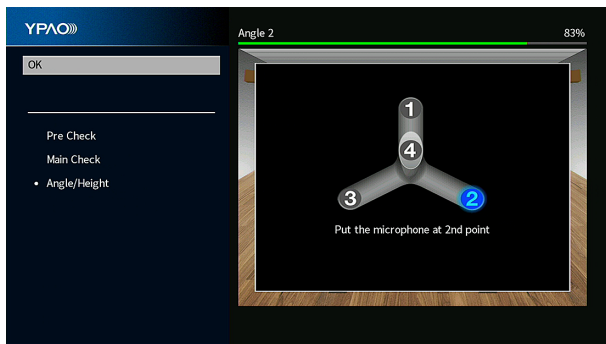 YPAO
OK
Pre Check
Main Check
• Angle/Height
Angle 2
83%
1
4
3
2
Put the microphone at 2nd point